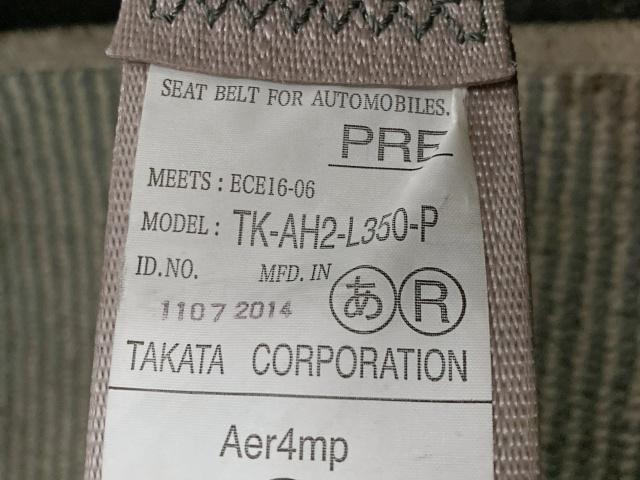 SEAT BELT FOR AUTOMOBILES.
PRE
MEETS : ECE16-06
MODEL : TK-AH2-L350-P
ID.NO. MFD. IN あ R
1107 2014
TAKATA CORPORATION
Aer4mp